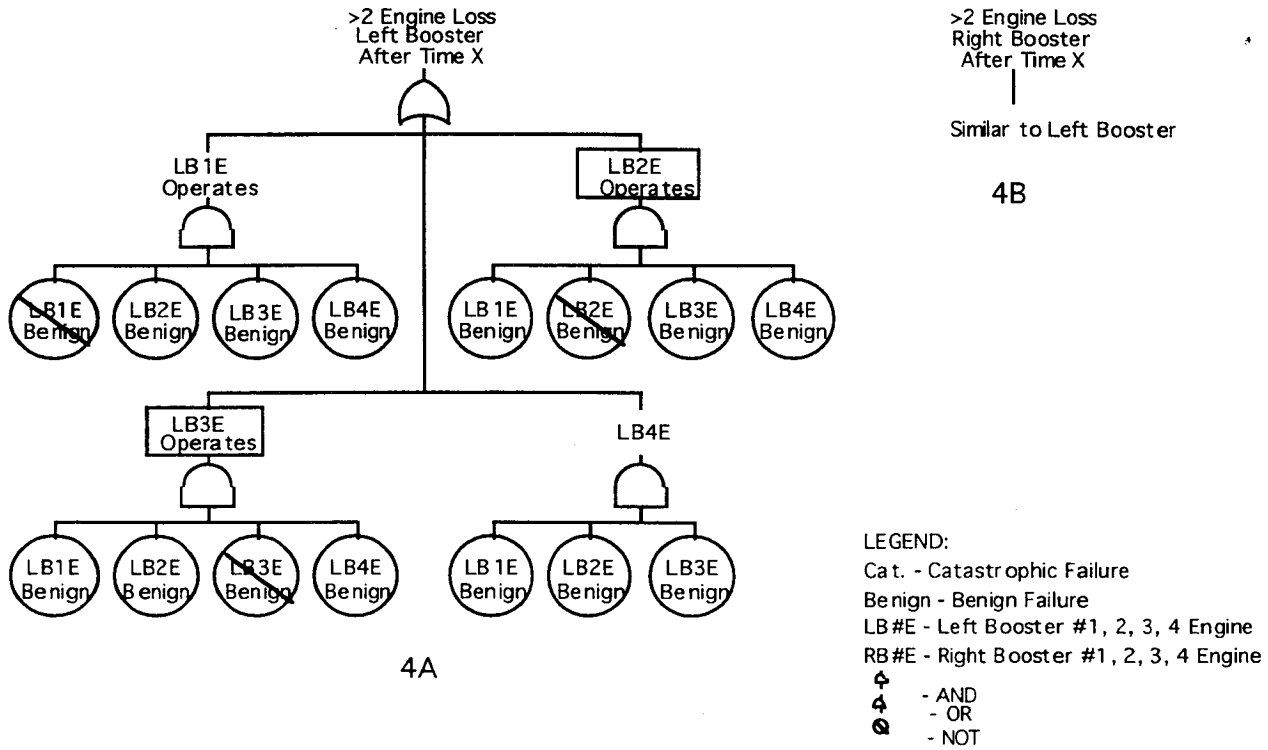 >2 Engine Loss
Left Booster
After Time X
>2 Engine Loss
Right Booster
After Time X
Similar to Left Booster
4B
LB1E
Operates
LB2E
Operates
LB1E
Benign
LB2E
Benign
LB3E
Benign
LB4E
Benign
LB1E
Benign
LB2E
Benign
LB3E
Benign
LB4E
Benign
LB3E
Operates
LB4E
LB1E
Benign
LB2E
Benign
LB3E
Benign
LB4E
Benign
LB1E
Benign
LB2E
Benign
LB3E
Benign
4A
LEGEND:
Cat. - Catastrophic Failure
Benign - Benign Failure
LB#E - Left Booster #1, 2, 3, 4 Engine
RB#E - Right Booster #1, 2, 3, 4 Engine
- AND
- OR
- NOT